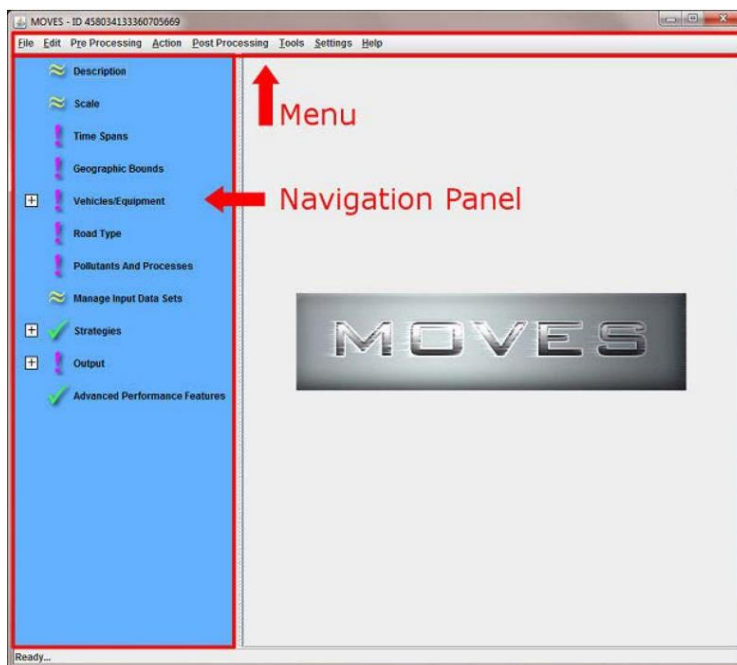 MOVES - ID 458034133360705669
File Edit Pre Processing Action Post Processing Tools Settings Help
Description
Scale
Menu
Time Spans
Geographic Bounds
Vehicles/Equipment
Navigation Panel
Road Type
Pollutants And Processes
Manage Input Data Sets
Strategies
MOVES
Output
Advanced Performance Features
Ready...